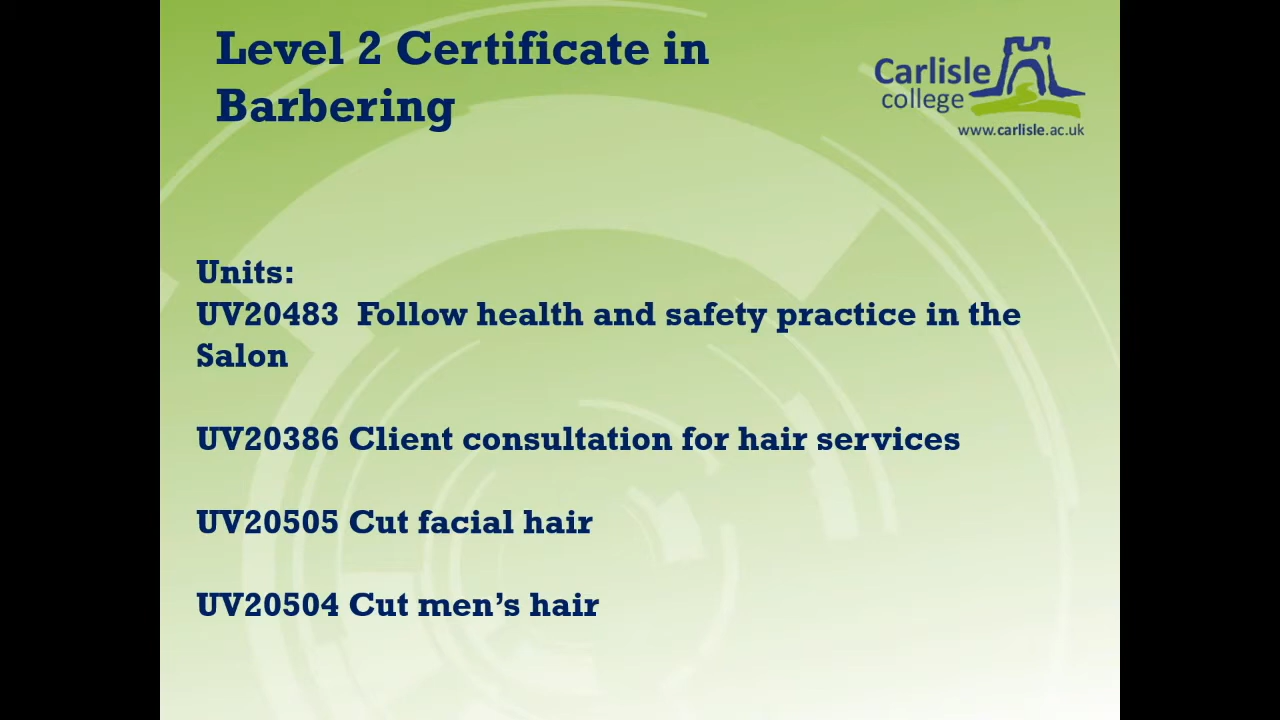 Level 2 Certificate in
Barbering
Carlisle
college
www.carlisle.ac.uk
Units:
UV20483  Follow health and safety practice in the
Salon
UV20386 Client consultation for hair services
UV20505 Cut facial hair
UV20504 Cut men’s hair